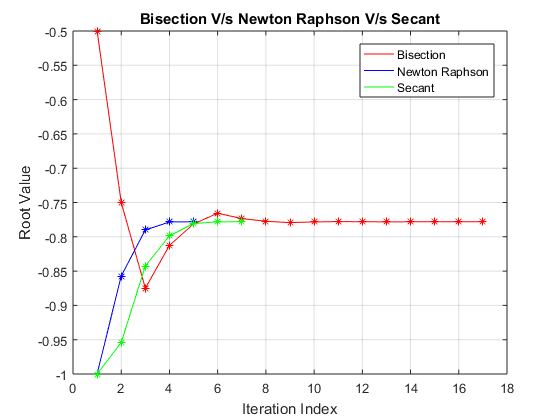 Bisection V/s Newton Raphson V/s Secant
Bisection
Newton Raphson
Secant
-0.5
-0.55
-0.6
-0.65
-0.7
-0.75
-0.8
-0.85
-0.9
-0.95
-1
Root Value
0 2 4 6 8 10 12 14 16 18
Iteration Index